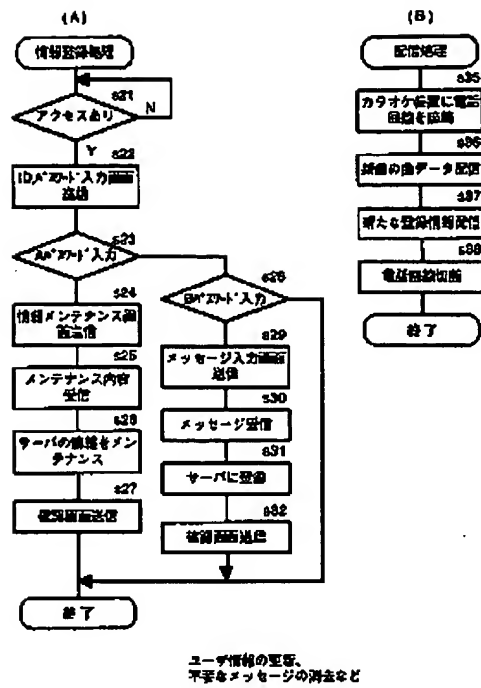 (A)
情報登録処理
s21
アクセスあり
N
Y
s22
ID,パスワード入力画面
送信
s23
Aパスワード入力
s24
情報メンテナンス画
面送信
s25
メンテナンス内容
受信
s26
サーバの情報をメン
テナンス
s27
確認画面送信
s28
Bパスワード入力
s29
メッセージ入力画面
送信
s30
メッセージ受信
s31
サーバに登録
s32
確認画面送信
終了
(B)
配信処理
s35
カラオケ装置に電話
回線を接続
s36
新曲の曲データ配信
s37
新たな登録情報配信
s38
電話回線切断
終了
ユーザ情報の更新、
不要なメッセージの消去など